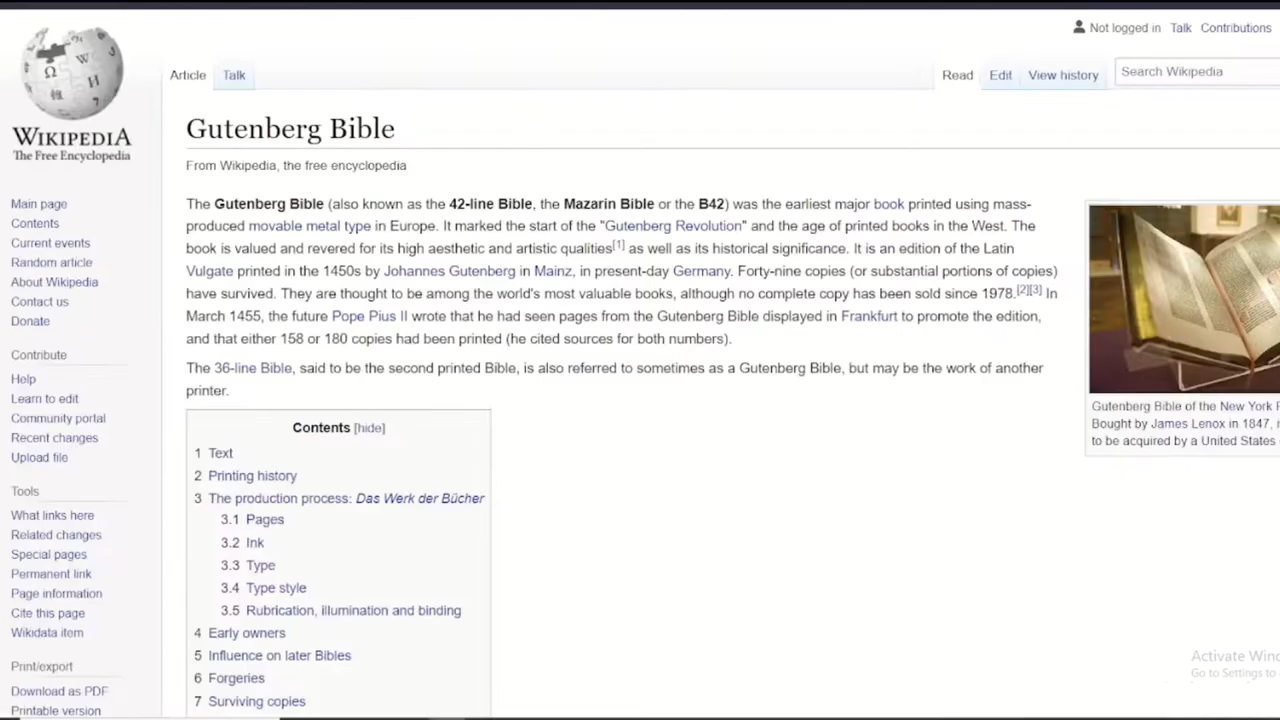 Not logged in Talk Contributions
Article Talk Read Edit View history Search Wikipedia
WIKIPEDIA
The Free Encyclopedia
Main page
Contents
Current events
Random article
About Wikipedia
Contact us
Donate
Contribute
Help
Learn to edit
Community portal
Recent changes
Upload file
Tools
What links here
Related changes
Special pages
Permanent link
Page information
Cite this page
Wikidata item
Print/export
Download as PDF
Printable version
Gutenberg Bible
From Wikipedia, the free encyclopedia
The Gutenberg Bible (also known as the 42-line Bible, the Mazarin Bible or the B42) was the earliest major book printed using mass-
produced movable metal type in Europe. It marked the start of the "Gutenberg Revolution" and the age of printed books in the West. The
book is valued and revered for its high aesthetic and artistic qualities[1] as well as its historical significance. It is an edition of the Latin
Vulgate printed in the 1450s by Johannes Gutenberg in Mainz, in present-day Germany. Forty-nine copies (or substantial portions of copies)
have survived. They are thought to be among the world's most valuable books, although no complete copy has been sold since 1978.[2][3] In
March 1455, the future Pope Pius II wrote that he had seen pages from the Gutenberg Bible displayed in Frankfurt to promote the edition,
and that either 158 or 180 copies had been printed (he cited sources for both numbers).
The 36-line Bible, said to be the second printed Bible, is also referred to sometimes as a Gutenberg Bible, but may be the work of another
printer.
Contents [hide]
1 Text
2 Printing history
3 The production process: Das Werk der Bücher
3.1 Pages
3.2 Ink
3.3 Type
3.4 Type style
3.5 Rubrication, illumination and binding
4 Early owners
5 Influence on later Bibles
6 Forgeries
7 Surviving copies
Gutenberg Bible of the New York
Bought by James Lenox in 1847,
to be acquired by a United States
Activate
Go to Settings to